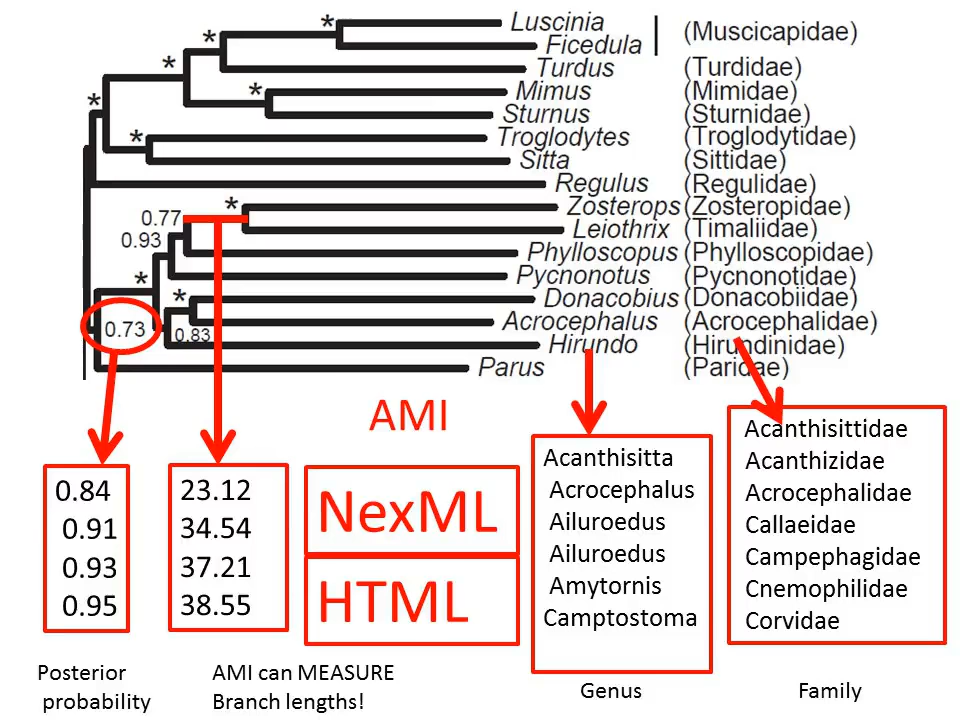 * Luscinia
(Muscicapidae)
* Ficedula
* Turdus (Turdidae)
* Mimus (Mimidae)
* Sturnus (Sturnidae)
* Troglodytes (Troglodytidae)
Sitta (Sittidae)
Regulus (Regulidae)
* Zosterops (Zosteropidae)
0.77
Leiothrix (Timaliidae)
0.93
Phylloscopus (Phylloscopidae)
* Pycnonotus (Pycnonotidae)
* Donacobius (Donacobiidae)
0.73
Acrocephalus (Acrocephalidae)
0.83
Hirundo (Hirundinidae)
Parus (Paridae)
AMI
0.84
0.91
0.93
0.95
Posterior
probability
23.12
34.54
37.21
38.55
AMI can MEASURE
Branch lengths!
NexML
HTML
Acanthisitta
Acrocephalus
Ailuroedus
Ailuroedus
Amytornis
Camptostoma
Genus
Acanthisittidae
Acanthizidae
Acrocephalidae
Callaeidae
Campephagidae
Cnemophilidae
Corvidae
Family